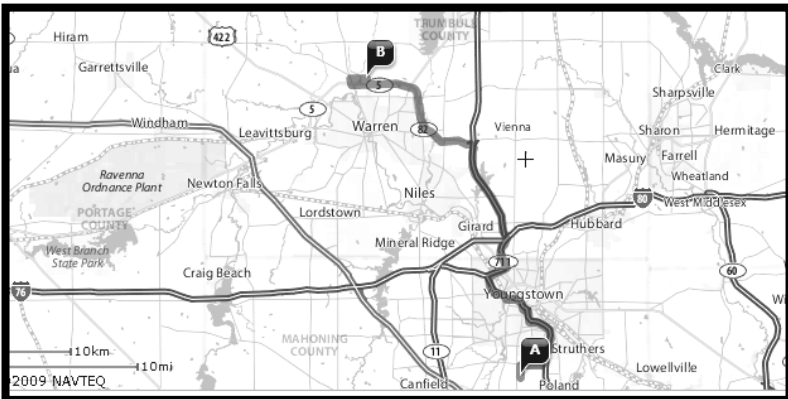 Hiram
422
TRUMBULL
COUNTY
B
Garrettsville
5
Clark
Sharpsville
5
Windham
Leavittsburg
Warren
82
Vienna
Sharon
Hermitage
Masury
Farrell
Ravenna
Ordnance Plant
Newton Falls
Wheatland
Niles
80
West Middlesex
PORTAGE
COUNTY
Lordstown
Girard
Hubbard
Mineral Ridge
West Branch
State Park
Craig Beach
711
60
76
Youngstown
MAHONING
COUNTY
10km
11
A
Struthers
10mi
Lowellville
2009 NAVTEQ
Canfield
Poland